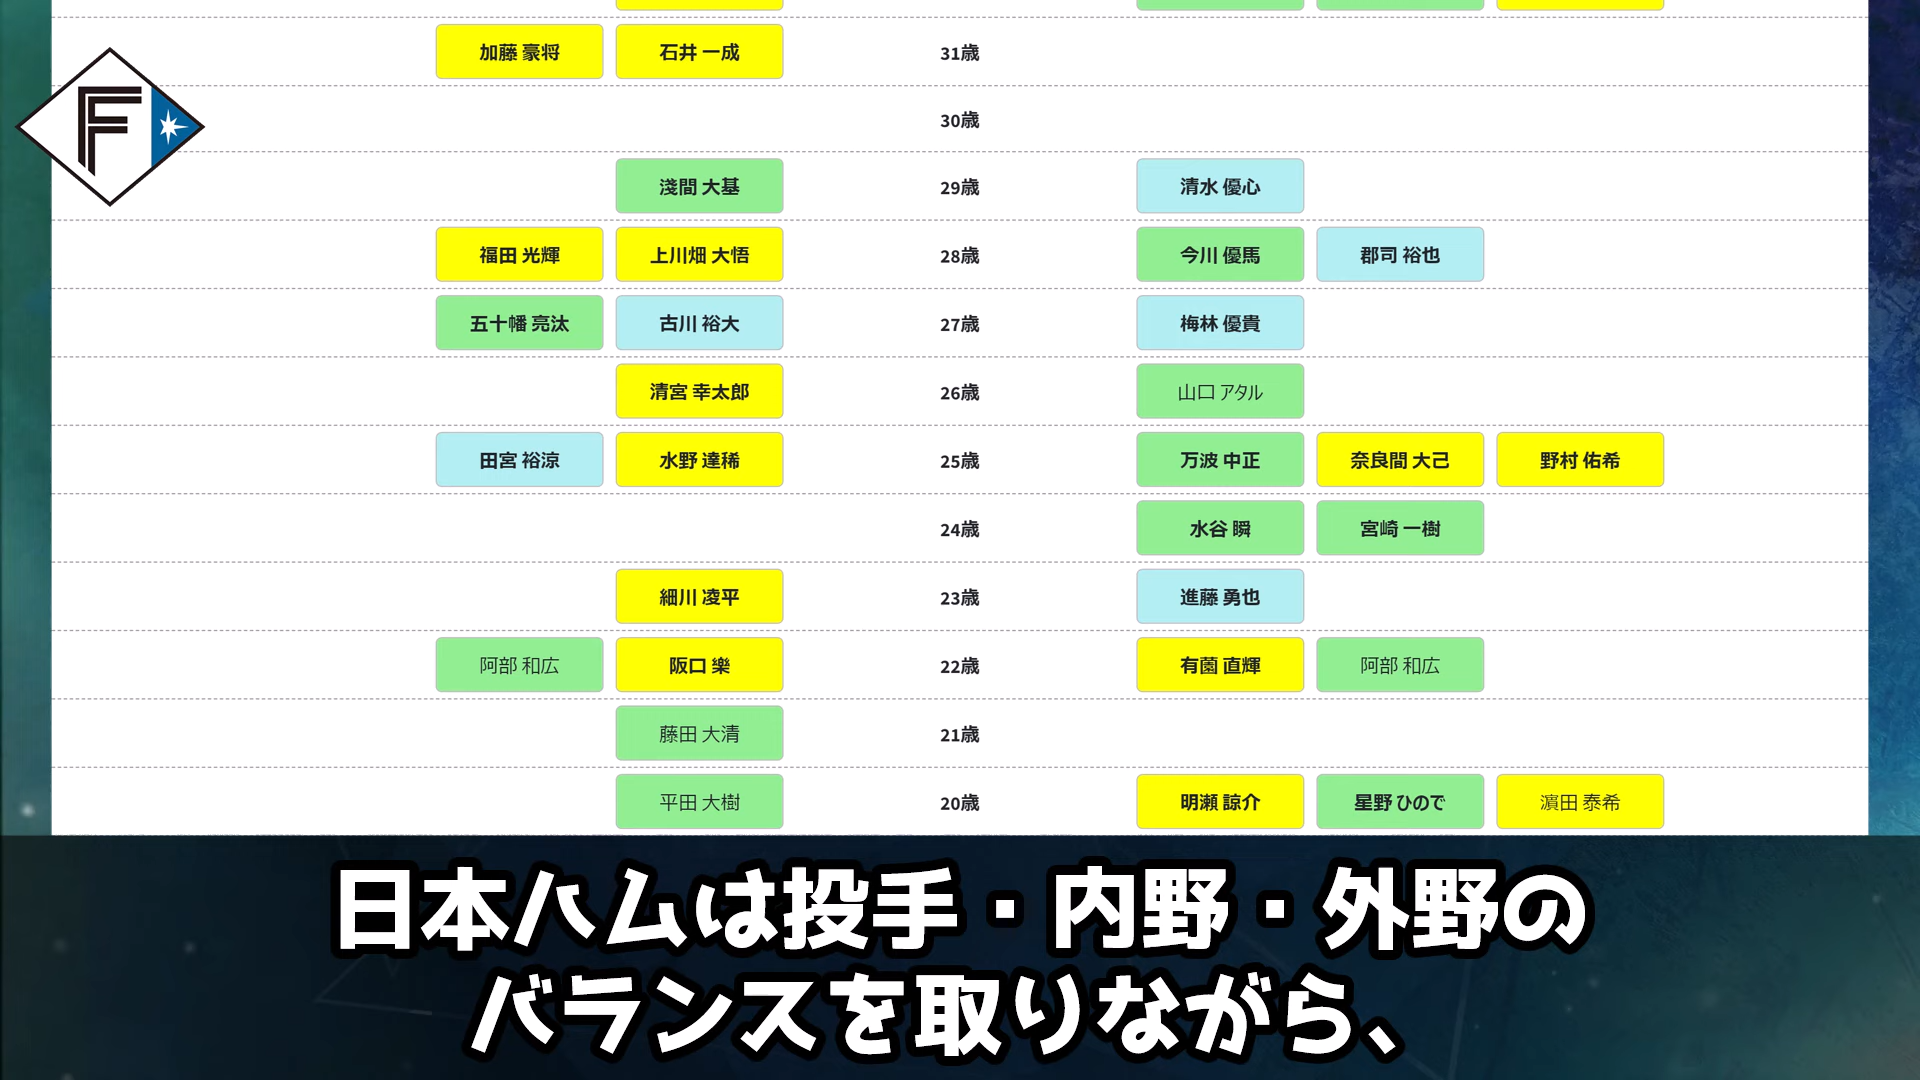 加藤 豪将 石井 一成 31歳
F
30歳
淺間 大基 29歳 清水 優心
福田 光輝 上川畑 大悟 28歳 今川 優馬 郡司 裕也
五十幡 亮汰 古川 裕大 27歳 梅林 優貴
清宮 幸太郎 26歳 山口 アタル
田宮 裕涼 水野 達稀 25歳 万波 中正 奈良間 大己 野村 佑希
24歳 水谷 瞬 宮崎 一樹
細川 凌平 23歳 進藤 勇也
阿部 和広 阪口 樂 22歳 有薗 直輝 阿部 和広
藤田 大清 21歳
平田 大樹 20歳 明瀬 諒介 星野 ひので 濵田 泰希
日本ハムは投手・内野・外野の
バランスを取りながら、